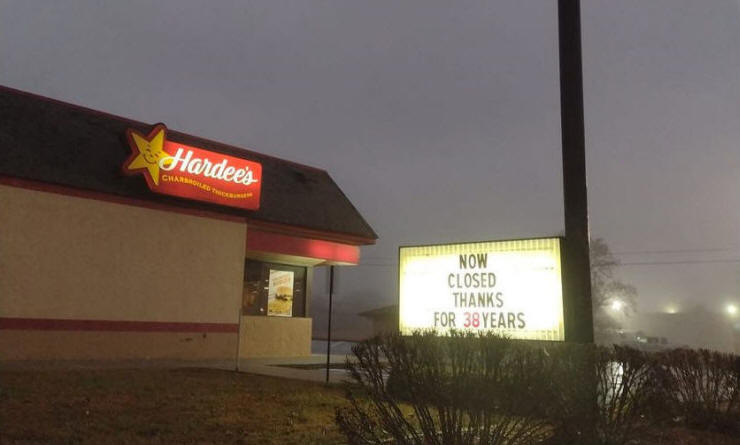 Hardee's
CHARBROILED THICKBURGERS
NOW
CLOSED
THANKS
FOR 38 YEARS